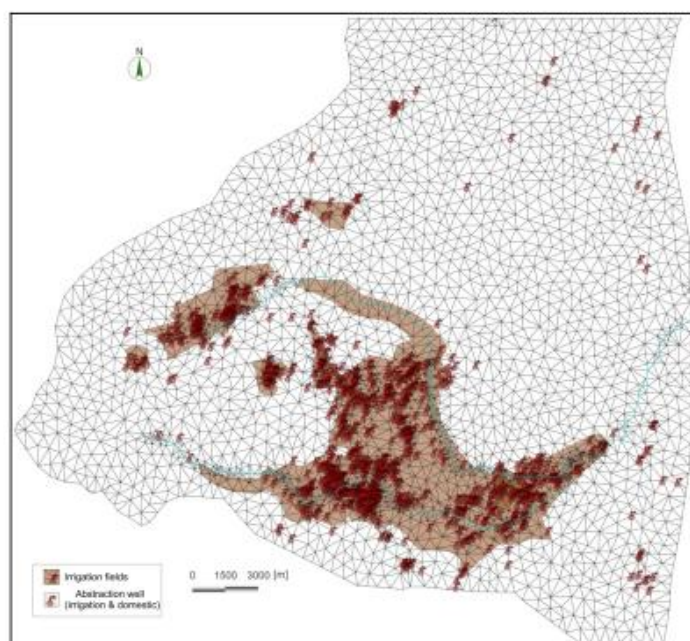 N
Irrigation fields
Abstraction well
(irrigation & domestic)
0 1500 3000 [m]